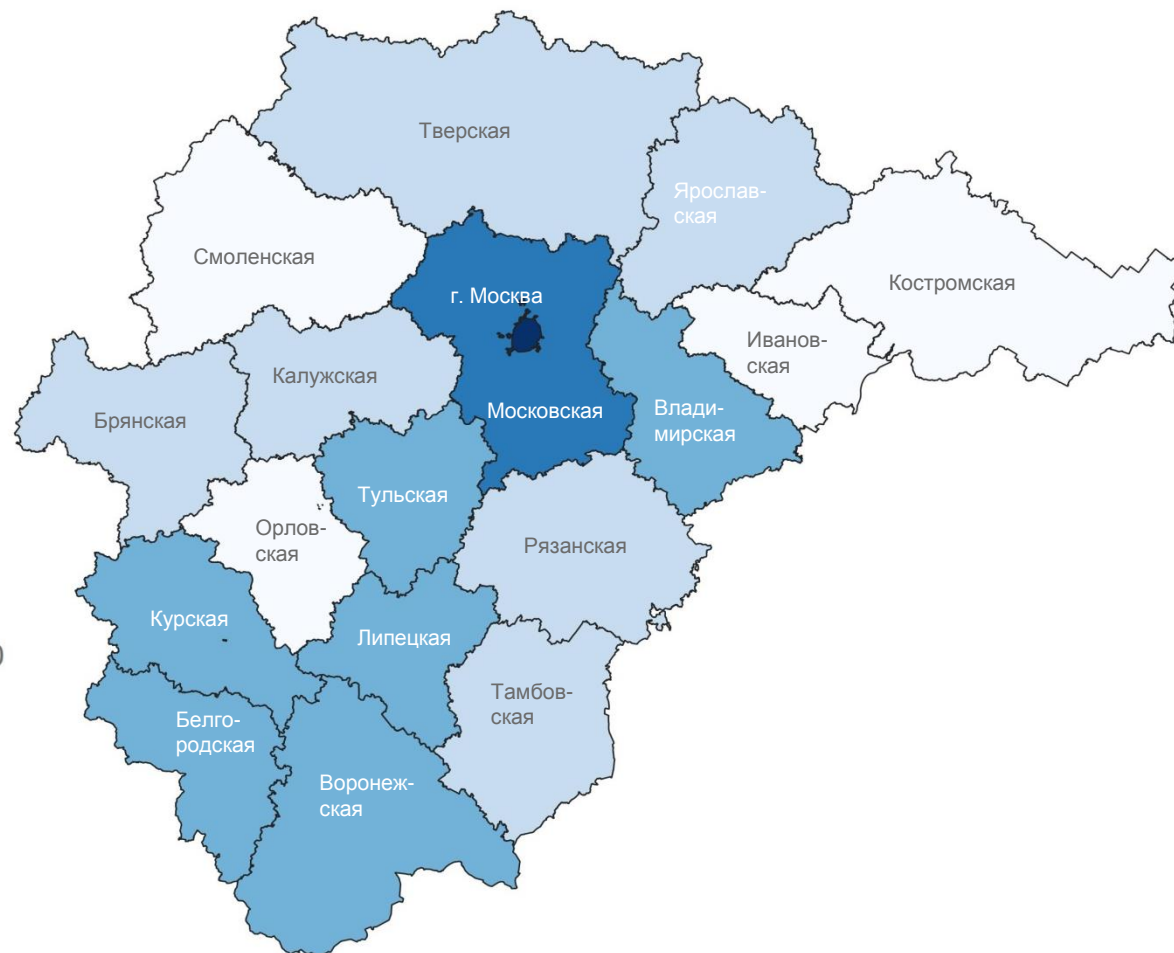 Тверская
Ярослав-
ская
Смоленская
Костромская
г. Москва
Иванов-
ская
Калужская
Московская
Влади-
мирская
Брянская
Тульская
Орлов-
ская
Рязанская
Курская
Липецкая
Тамбов-
ская
Белго-
родская
Воронеж-
ская